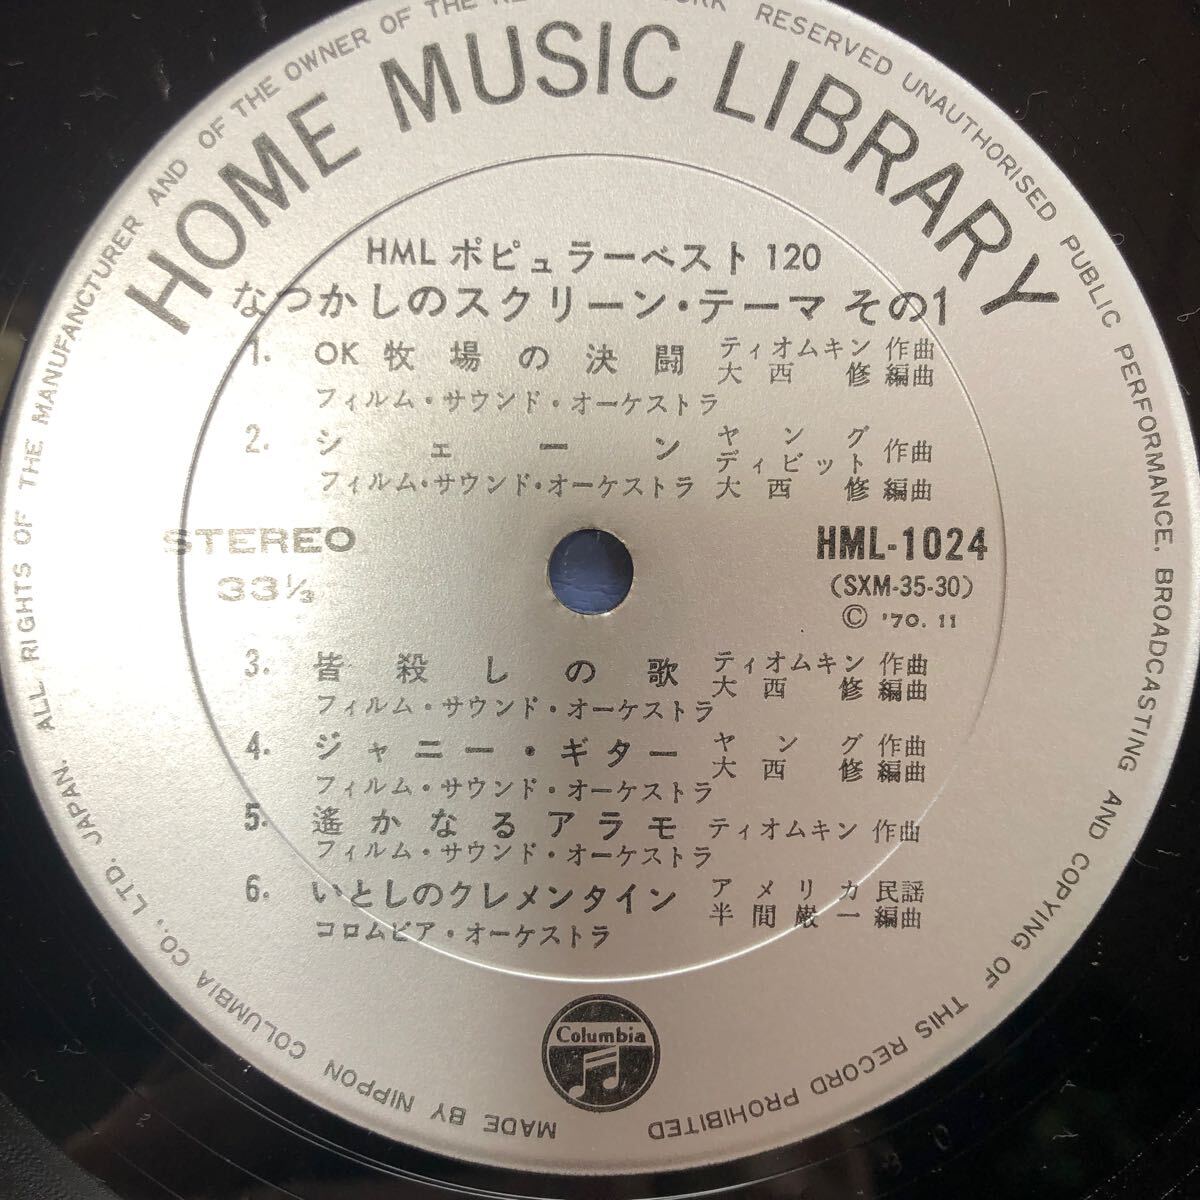 ALL RIGHTS OF THE MANUFANCTURER AND OF THE OWNER OF THE RECORDED WORK RESERVED UNAUTHORISED PUBLIC PERFORMANCE, BROADCASTING AND COPYING OF THIS RECORD PROHIBITED
HOME MUSIC LIBRARY
HML ポピュラーベスト 120
なつかしのスクリーン・テーマ その1
1. OK 牧場の決闘 ティオムキン 作曲
大西 修 編曲
フィルム・サウンド・オーケストラ
2. シェーン ヤング
ディビット 作曲
フィルム・サウンド・オーケストラ 大西 修 編曲
STEREO
33⅓
HML-1024
(SXM-35-30)
© '70. 11
3. 皆殺しの歌 ティオムキン 作曲
大西 修 編曲
フィルム・サウンド・オーケストラ
4. ジャニー・ギター ヤング 作曲
大西 修 編曲
フィルム・サウンド・オーケストラ
5. 遙かなるアラモ ティオムキン 作曲
フィルム・サウンド・オーケストラ
6. いとしのクレメンタイン アメリカ 民謡
半間 巌一 編曲
コロムビア・オーケストラ
Columbia
MADE BY NIPPON COLUMBIA CO., LTD. JAPAN.